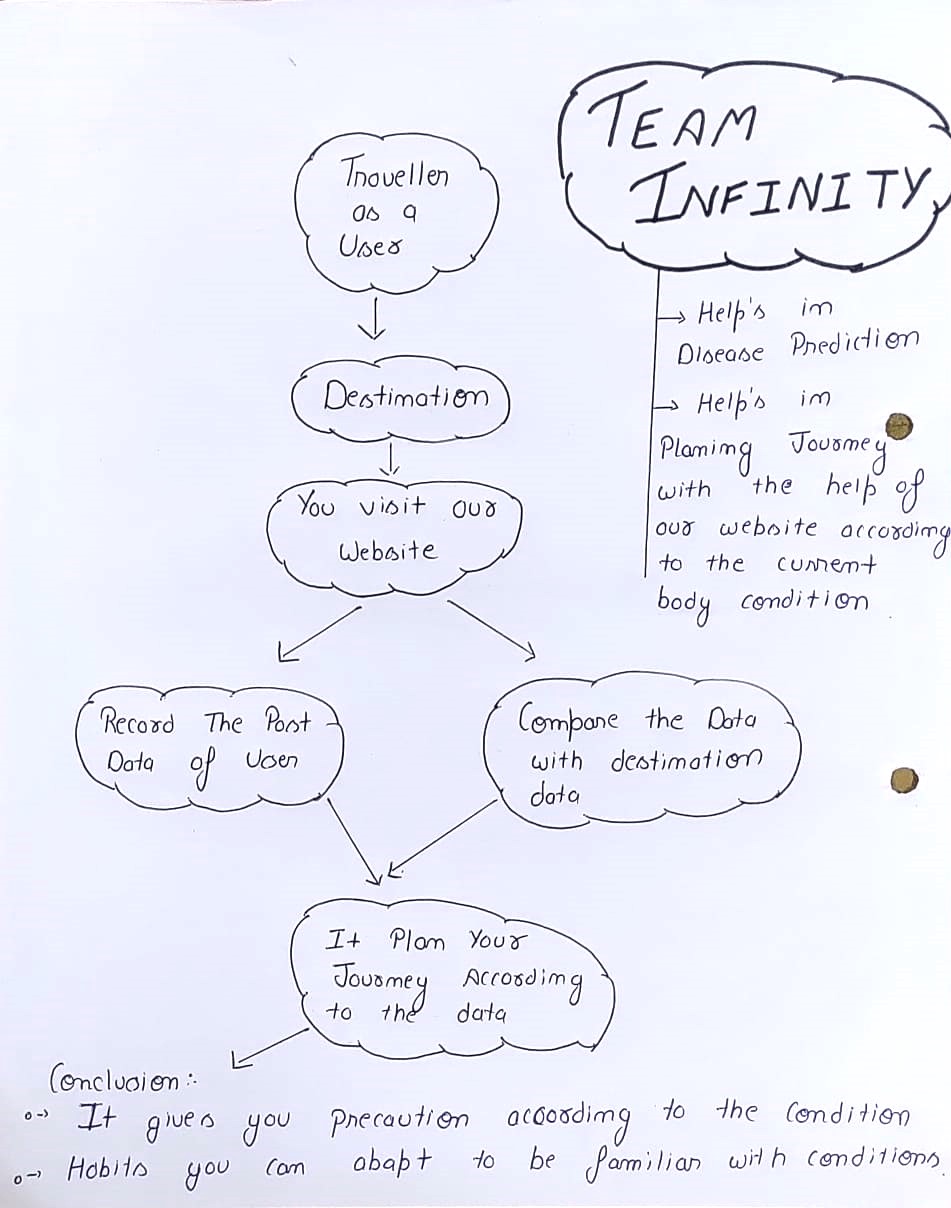 TEAM
INFINITY
→ Help's in
Disease Prediction
→ Help's in
Planing Journey
with the help of
our website according
to the current
body condition
Traveller
as a
User
Destination
You visit our
Website
Record The Past
Data of User
Compare the Data
with destination
data
It Plan Your
Journey According
to the data
Conclusion:
→ It gives you precaution according to the condition
→ Habits you can abapt to be familiar with conditions.